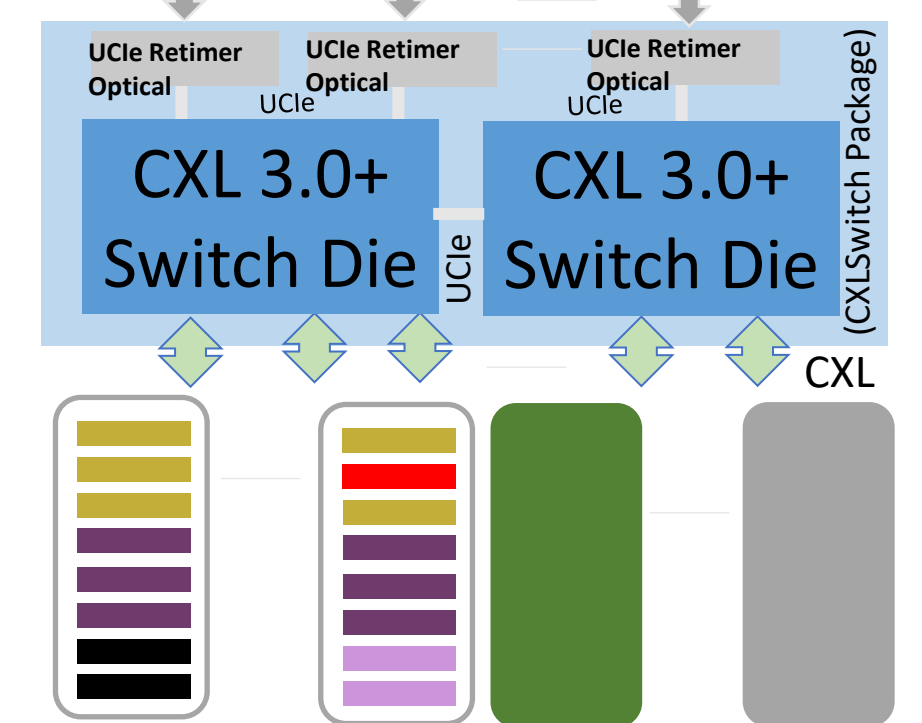 UCIe Retimer
Optical
UCIe Retimer
Optical
UCIe Retimer
Optical
UCIe
UCIe
CXL 3.0+
Switch Die
UCIe
CXL 3.0+
Switch Die
(CXLSwitch Package)
CXL